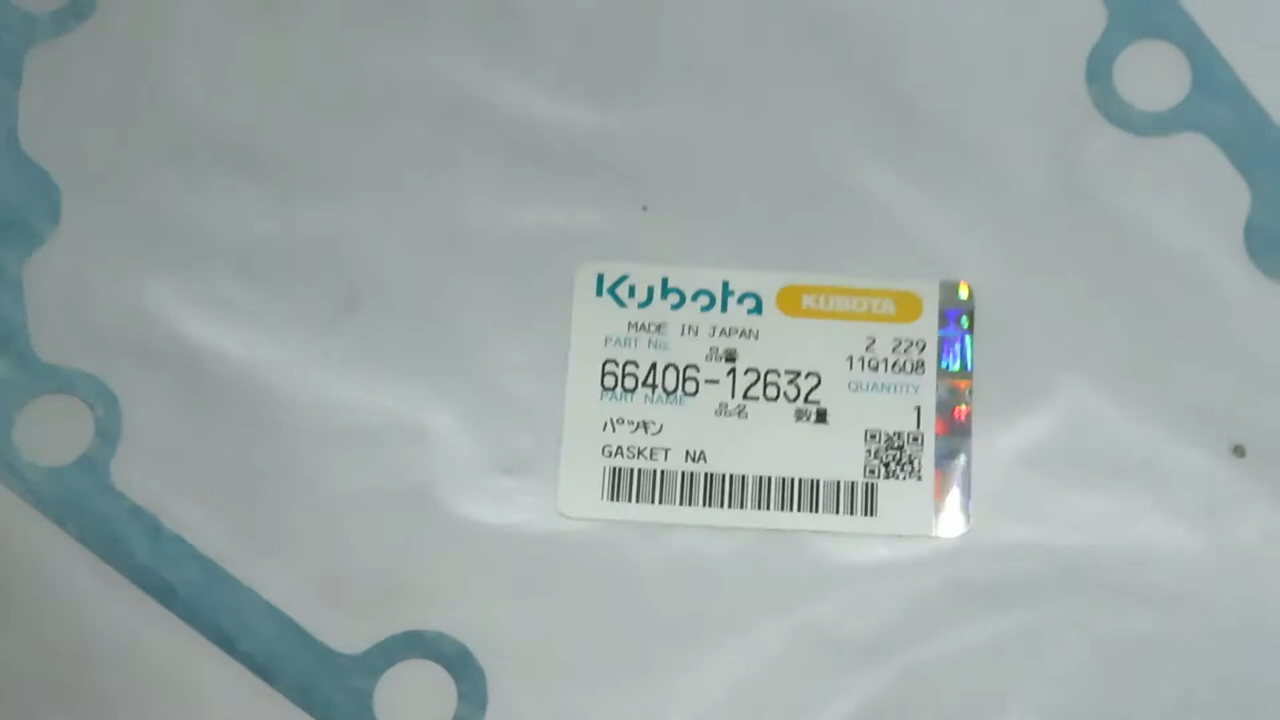 Kubota KUBOTA
MADE IN JAPAN
PART No. 品番 2 229
66406-12632 11Q1608
PART NAME 品名 数量 QUANTITY
パッキン 1
GASKET NA